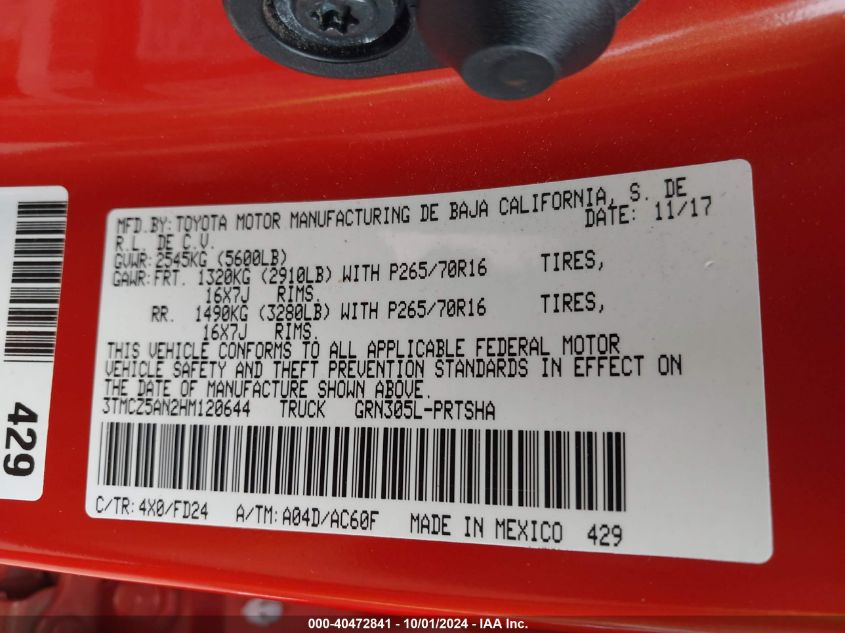 MFD.BY:TOYOTA MOTOR MANUFACTURING DE BAJA CALIFORNIA, S. DE
R.L. DE C.V. DATE: 11/17
GVWR:2545KG (5600LB)
GAWR:FRT. 1320KG (2910LB) WITH P265/70R16 TIRES,
16X7J RIMS.
RR. 1490KG (3280LB) WITH P265/70R16 TIRES,
16X7J RIMS.
THIS VEHICLE CONFORMS TO ALL APPLICABLE FEDERAL MOTOR
VEHICLE SAFETY AND THEFT PREVENTION STANDARDS IN EFFECT ON
THE DATE OF MANUFACTURE SHOWN ABOVE.
3TMCZ5AN2HM120644 TRUCK GRN305L-PRTSHA
C/TR:4X0/FD24 A/TM:A04D/AC60F MADE IN MEXICO 429
429
000-40472841 - 10/01/2024 - IAA Inc.